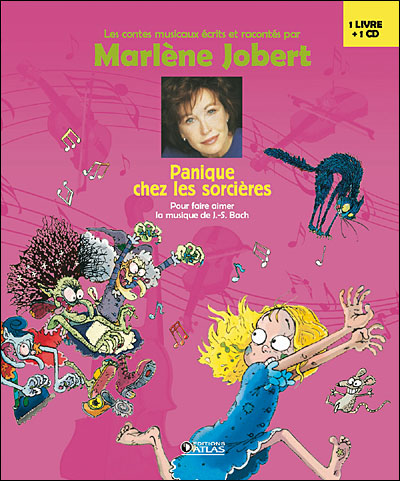 1 LIVRE
+ 1 CD
Les contes musicaux écrits et racontés par
Marlène Jobert
Panique
chez les sorcières
Pour faire aimer
la musique de J.-S. Bach
EDITIONS
ATLAS